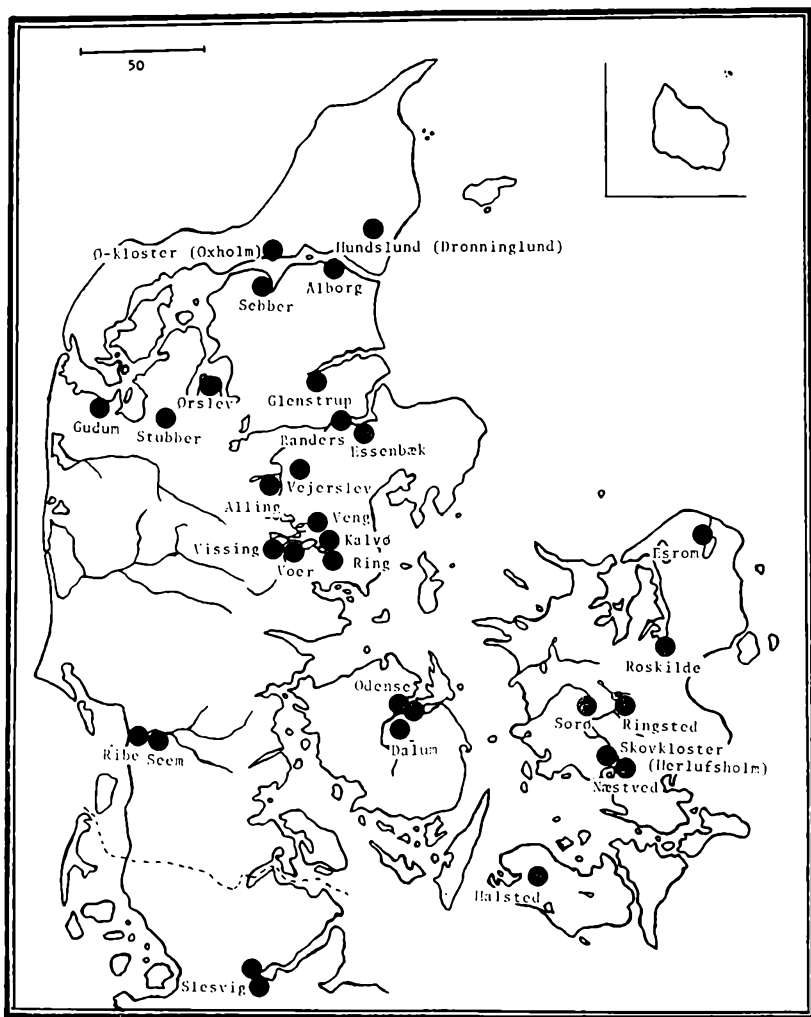 50
Ø-kloster (Oxholm)
Hundslund (Dronninglund)
Ålborg
Sebber
Ørslev
Glenstrup
Gudum
Stubber
Randers
Essenbæk
Vejerslev
Alling
Veng
Kalvø
Vissing
Voer
Ring
Esrom
Roskilde
Odense
Sorø
Ringsted
Dalum
Skovkloster
(Herlufsholm)
Næstved
Ribe
Seem
Halsted
Slesvig